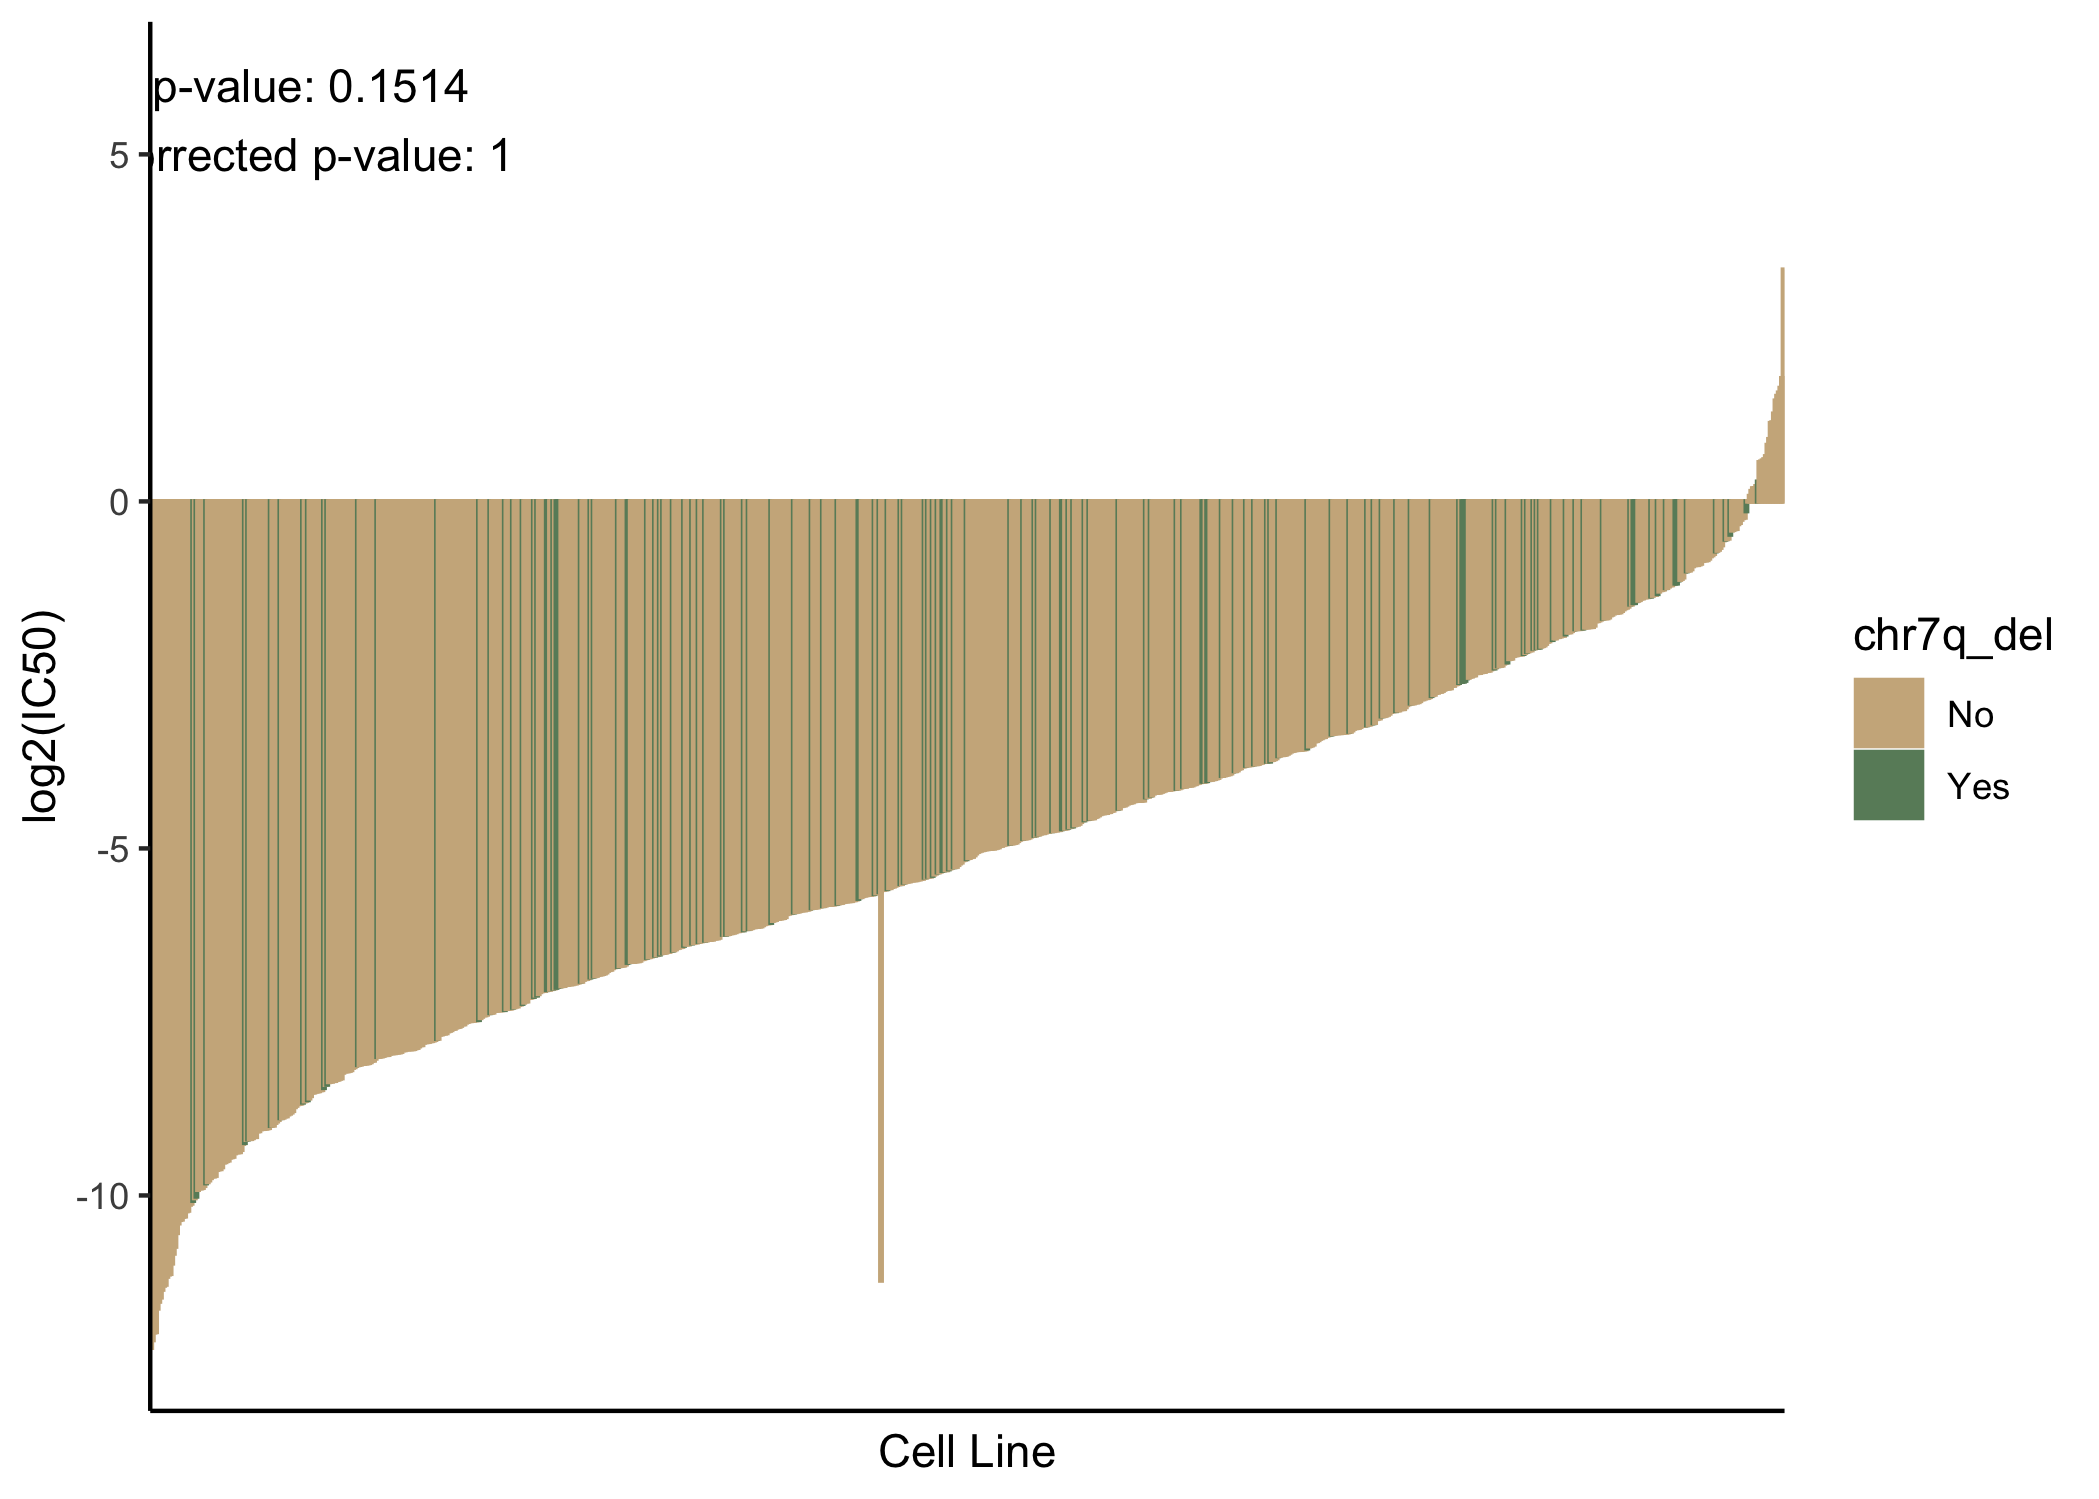 p-value: 0.1514
rrected p-value: 1
5
0
-5
-10
log2(IC50)
Cell Line
chr7q_del
No
Yes